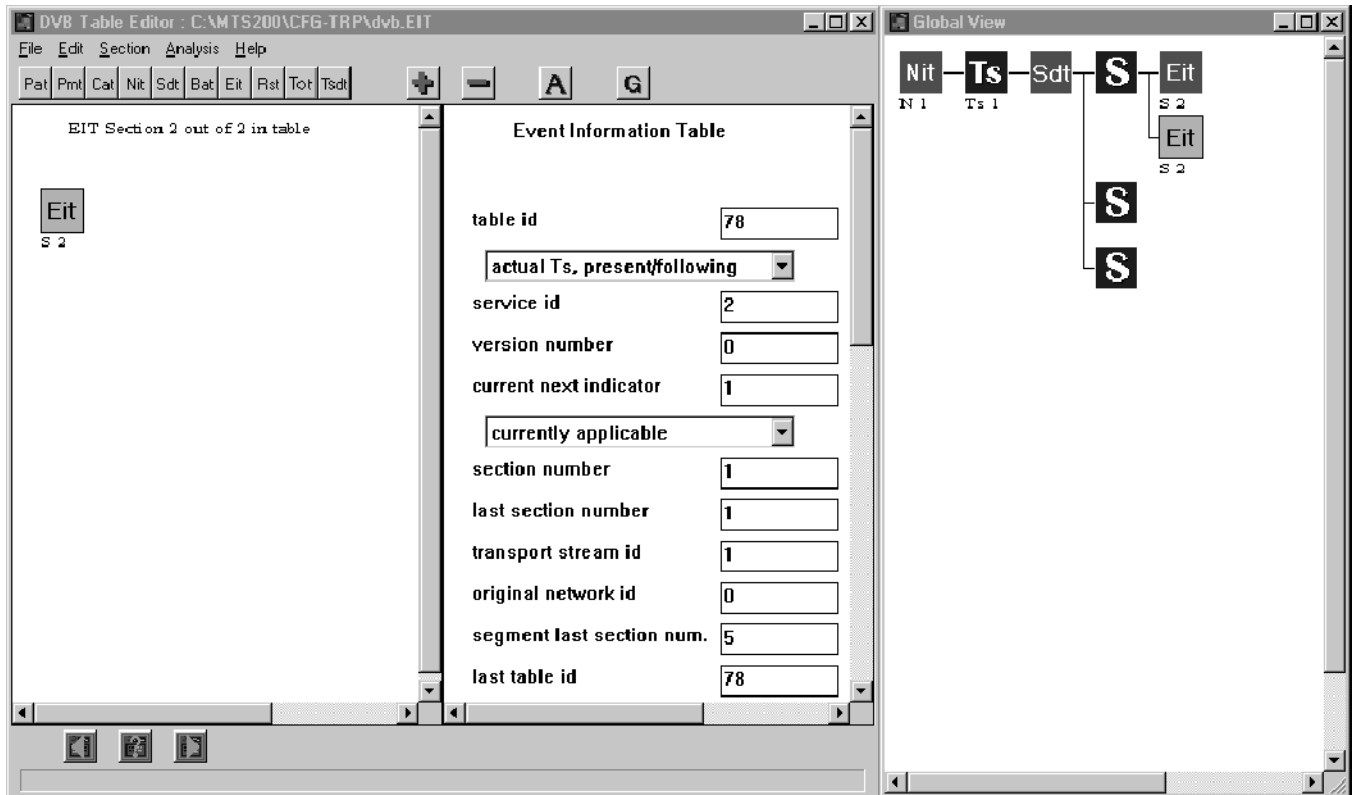 DVB Table Editor : C:\MTS200\CFG-TRP\dvb.EIT
File Edit Section Analysis Help
Pat Pmt Cat Nit Sdt Bat Eit Rst Tot Tsdt A G
EIT Section 2 out of 2 in table
Eit
S 2
Event Information Table
table id 78
actual Ts, present/following
service id 2
version number 0
current next indicator 1
currently applicable
section number 1
last section number 1
transport stream id 1
original network id 0
segment last section num. 5
last table id 78
Global View
Nit Ts Sdt S Eit
N 1 Ts 1 S 2
Eit
S 2
S
S